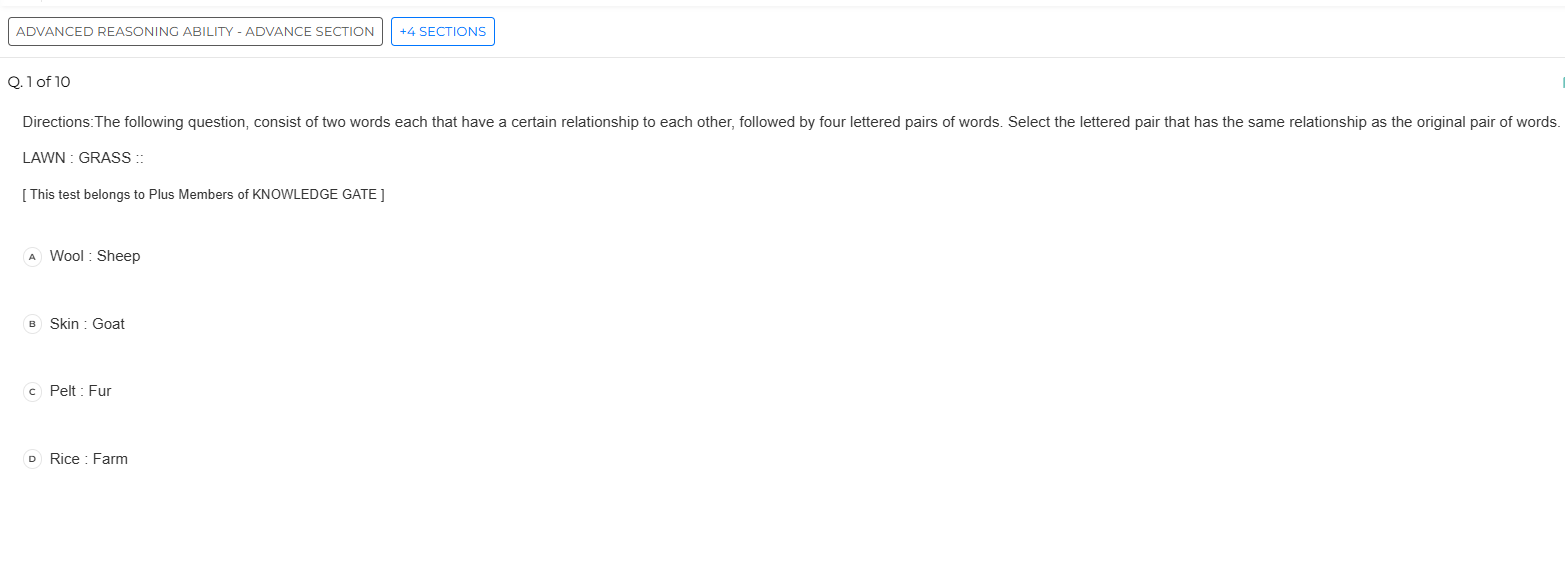 ADVANCED REASONING ABILITY - ADVANCE SECTION +4 SECTIONS
Q. 1 of 10
Directions:The following question, consist of two words each that have a certain relationship to each other, followed by four lettered pairs of words. Select the lettered pair that has the same relationship as the original pair of words.
LAWN : GRASS ::
[ This test belongs to Plus Members of KNOWLEDGE GATE ]
A Wool : Sheep
B Skin : Goat
C Pelt : Fur
D Rice : Farm